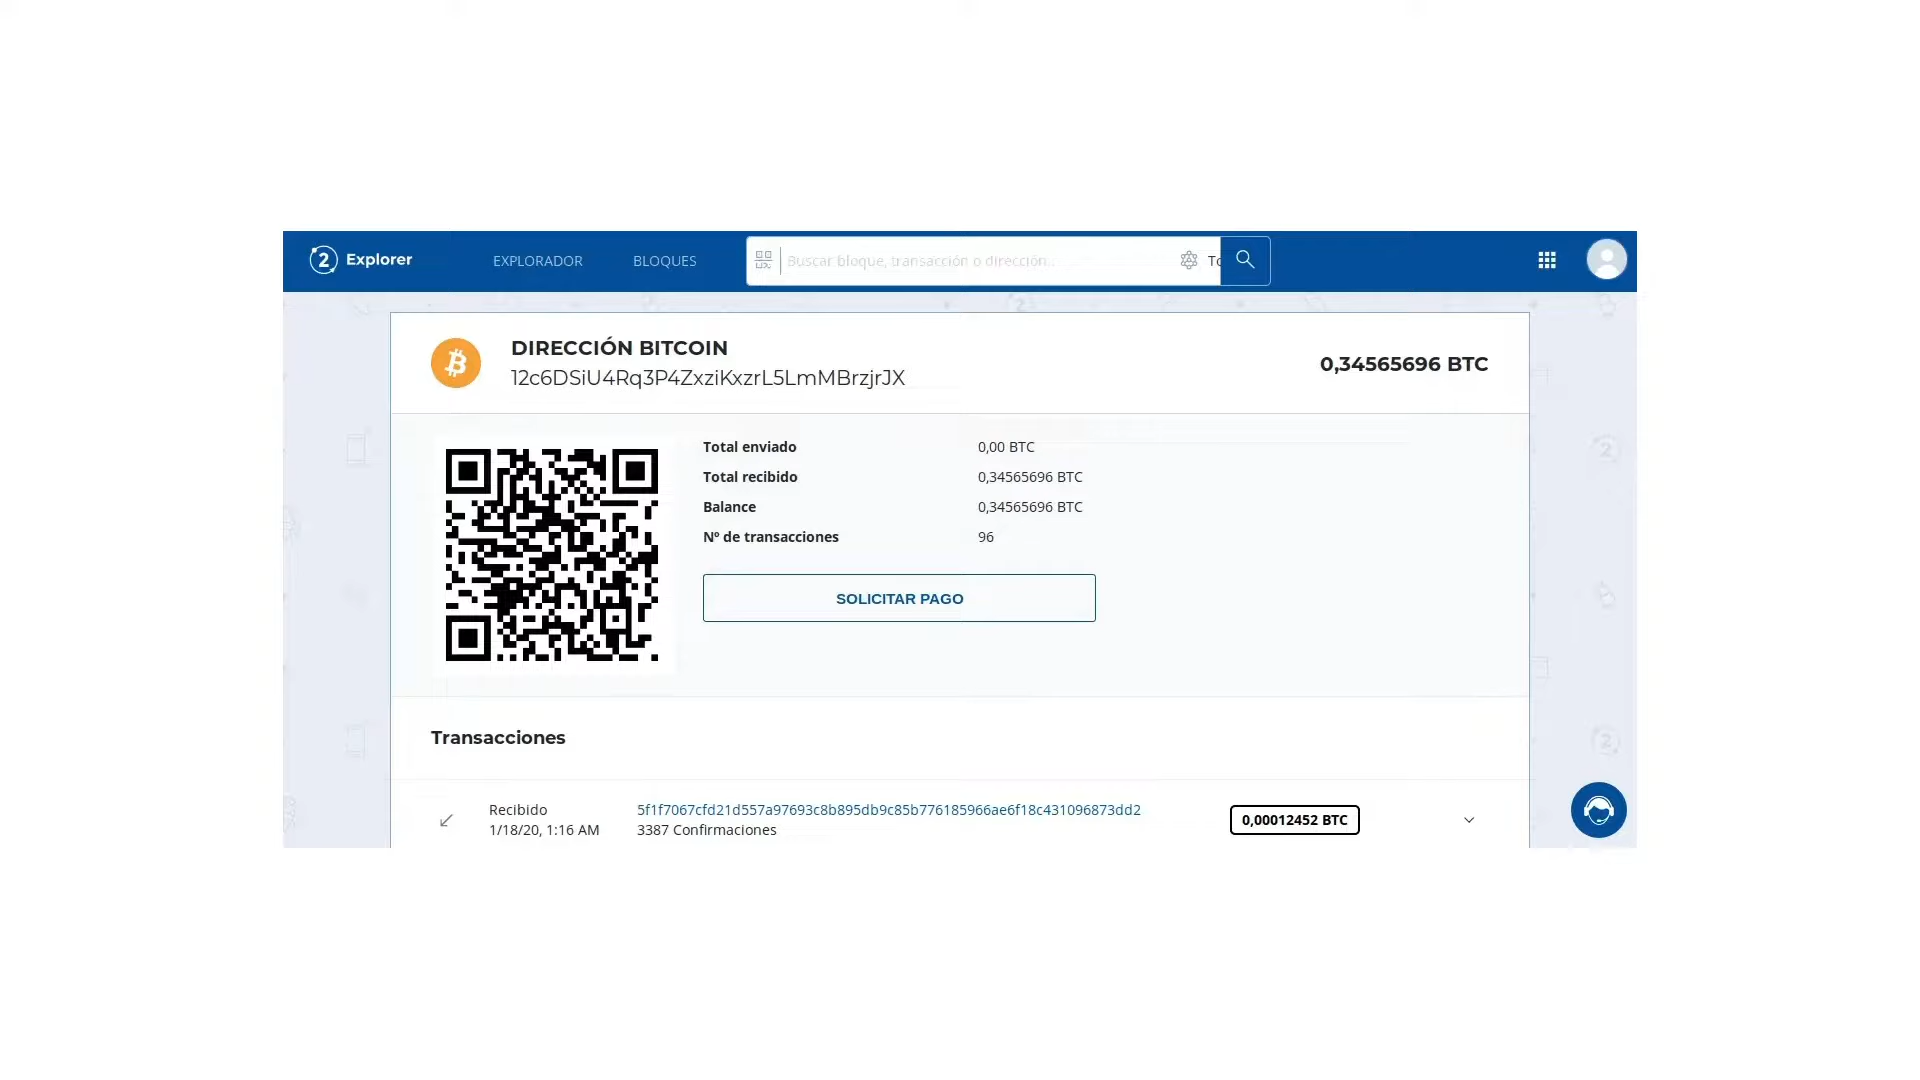 2 Explorer
EXPLORADOR
BLOQUES
Buscar bloque, transacción o dirección...
To
DIRECCIÓN BITCOIN
12c6DSiU4Rq3P4ZxziKxzrL5LmMBrzjrJX
0,34565696 BTC
Total enviado 0,00 BTC
Total recibido 0,34565696 BTC
Balance 0,34565696 BTC
Nº de transacciones 96
SOLICITAR PAGO
Transacciones
Recibido 5f1f7067cfd21d557a97693c8b895db9c85b776185966ae6f18c431096873dd2
1/18/20, 1:16 AM 3387 Confirmaciones
0,00012452 BTC